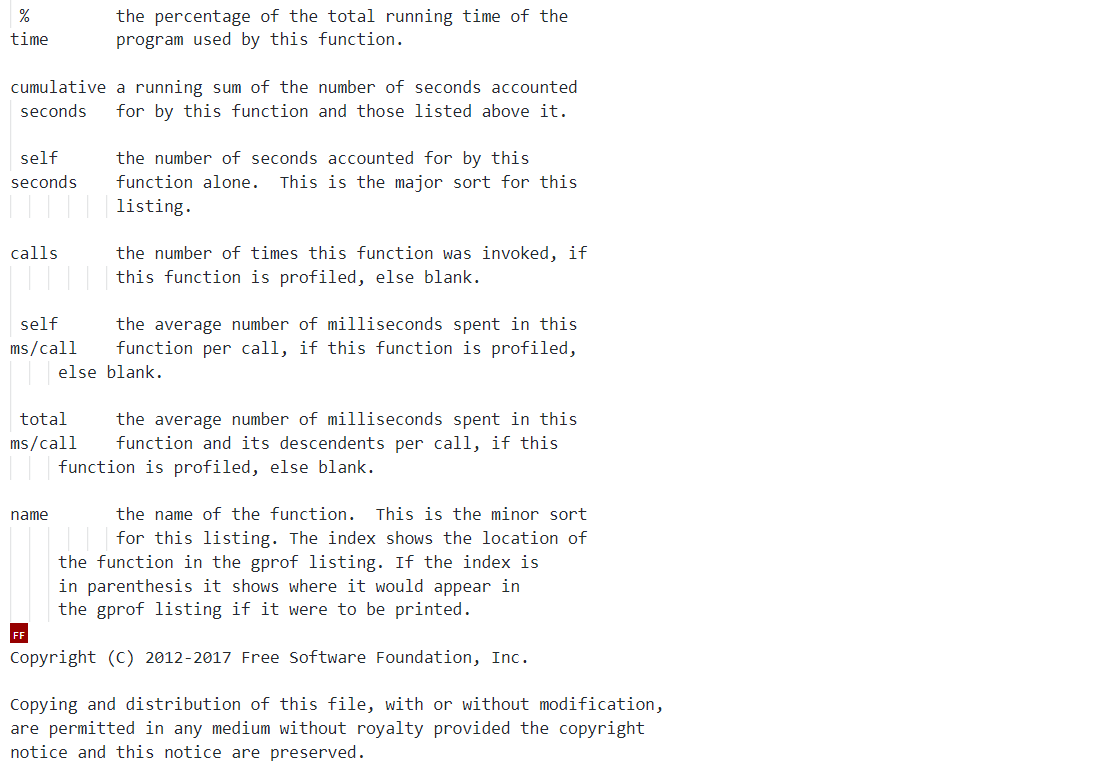 % the percentage of the total running time of the
time program used by this function.
cumulative a running sum of the number of seconds accounted
seconds for by this function and those listed above it.
self the number of seconds accounted for by this
seconds function alone.  This is the major sort for this
listing.
calls the number of times this function was invoked, if
this function is profiled, else blank.
self the average number of milliseconds spent in this
ms/call function per call, if this function is profiled,
else blank.
total the average number of milliseconds spent in this
ms/call function and its descendents per call, if this
function is profiled, else blank.
name the name of the function.  This is the minor sort
for this listing. The index shows the location of
the function in the gprof listing. If the index is
in parenthesis it shows where it would appear in
the gprof listing if it were to be printed.
FF
Copyright (C) 2012-2017 Free Software Foundation, Inc.
Copying and distribution of this file, with or without modification,
are permitted in any medium without royalty provided the copyright
notice and this notice are preserved.